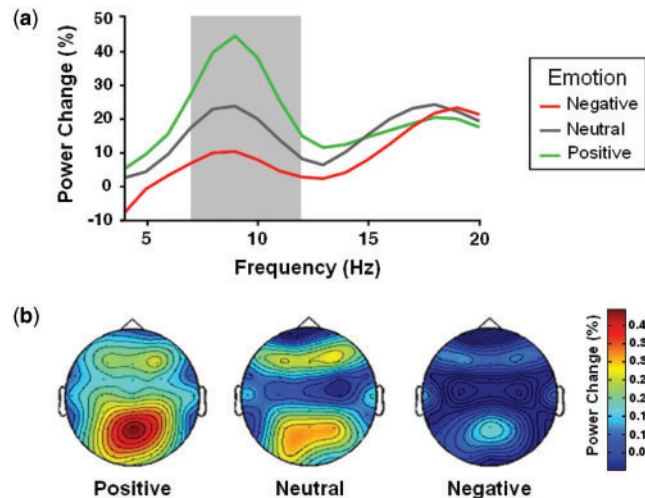 (a)
Power Change (%)
50
40
30
20
10
0
-10
5
10
15
20
Frequency (Hz)
Emotion
Negative
Neutral
Positive
(b)
Positive
Neutral
Negative
Power Change (%)
0.4
0.3
0.3
0.2
0.2
0.1
0.1
0.0